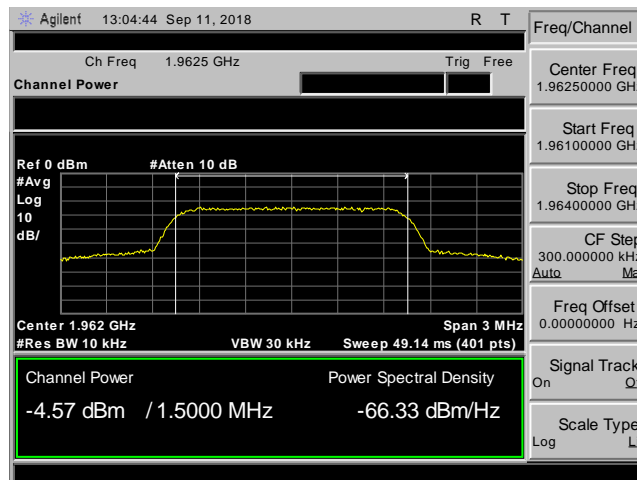 Agilent 13:04:44 Sep 11, 2018 R T
Ch Freq 1.9625 GHz Trig Free
Channel Power
Ref 0 dBm #Atten 10 dB
#Avg
Log
10
dB/
Center 1.962 GHz Span 3 MHz
#Res BW 10 kHz VBW 30 kHz Sweep 49.14 ms (401 pts)
Channel Power Power Spectral Density
-4.57 dBm / 1.5000 MHz -66.33 dBm/Hz
Freq/Channel
Center Freq
1.96250000 GH
Start Freq
1.96100000 GH
Stop Freq
1.96400000 GH
CF Step
300.000000 kHz
Auto Ma
Freq Offset
0.00000000 Hz
Signal Track
On O
Scale Type
Log L